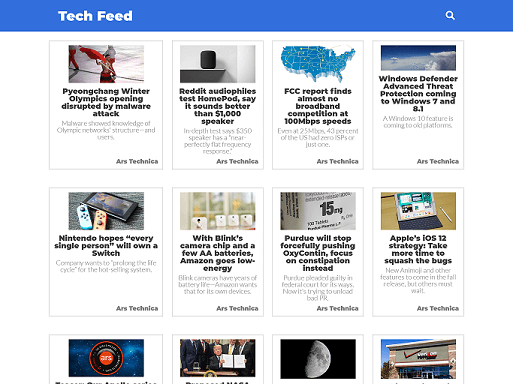 Tech Feed
Pyeongchang Winter
Olympics opening
disrupted by malware
attack
Malware showed knowledge of
Olympic networks' structure—and
users.
Ars Technica
Reddit audiophiles
test HomePod, say
it sounds better
than $1,000
speaker
In-depth test says $350
speaker has a "near-
perfectly flat frequency
response."
Ars Technica
FCC report finds
almost no
broadband
competition at
100Mbps speeds
Even at 25Mbps, 43 percent
of the US had zero ISPs or
just one.
Ars Technica
Windows Defender
Advanced Threat
Protection coming
to Windows 7 and
8.1
A Windows 10 feature is
coming to old platforms.
Ars Technica
Nintendo hopes "every
single person" will own a
Switch
Company wants to "prolong the life
cycle" for the hot-selling system.
Ars Technica
With Blink's
camera chip and a
few AA batteries,
Amazon goes low-
energy
Blink cameras have years of
battery life—Amazon wants
that for its own devices.
Ars Technica
15mg
100 Tablets
Purdue will stop
forcefully pushing
OxyContin, focus
on constipation
instead
Purdue pleaded guilty in
federal court for its ways.
Now it's trying to unload
bad PR.
Ars Technica
Apple's iOS 12
strategy: Take
more time to
squash the bugs
New Animoji and other
features to come in the fall
release, but others must
wait.
Ars Technica
ars